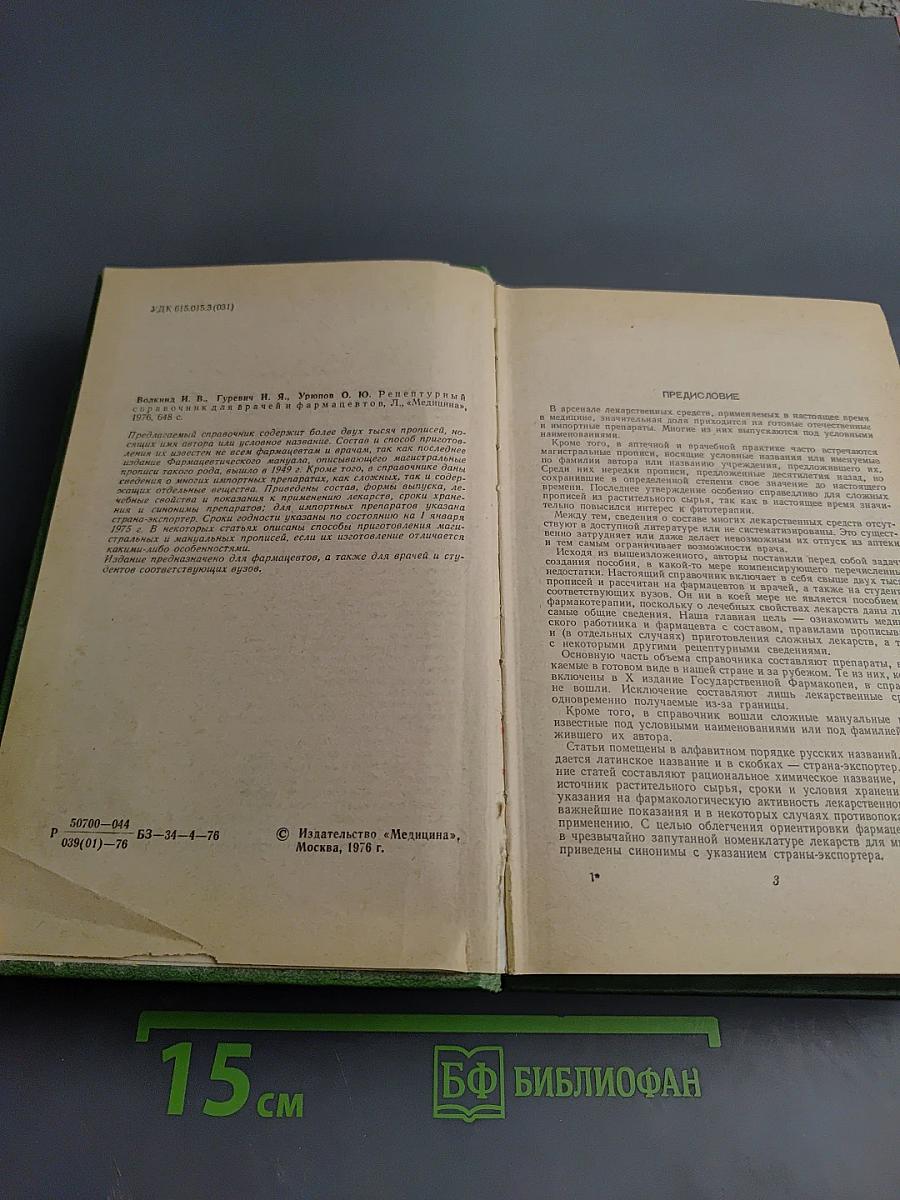 УДК 615.015.3(031)
Волкинд И. В., Гуревич И. Я., Урюпов О. Ю. Рецептурный
справочник для врачей и фармацевтов, Л., «Медицина»,
1976, 648 с.
Предлагаемый справочник содержит более двух тысяч прописей, но-
сящих имя автора или условное название. Состав и способ приготов-
ления их известен не всем фармацевтам и врачам, так как последнее
издание Фармацевтического мануала, описывающего магистральные
прописи такого рода, вышло в 1949 г. Кроме того, в справочнике даны
сведения о многих импортных препаратах, как сложных, так и содер-
жащих отдельные вещества. Приведены состав, формы выпуска, ле-
чебные свойства и показания к применению лекарств, сроки хране-
ния и синонимы препаратов; для импортных препаратов указана
страна-экспортер. Сроки годности указаны по состоянию на 1 января
1975 г. В некоторых статьях описаны способы приготовления маги-
стральных и мануальных прописей, если их изготовление отличается
какими-либо особенностями.
Издание предназначено для фармацевтов, а также для врачей и сту-
дентов соответствующих вузов.
Р 50700—044
039(01)—76 БЗ—34—4—76
© Издательство «Медицина»,
Москва, 1976 г.
ПРЕДИСЛОВИЕ
В арсенале лекарственных средств, применяемых в настоящее время
в медицине, значительная доля приходится на готовые отечественные
и импортные препараты. Многие из них выпускаются под условными
наименованиями.
Кроме того, в аптечной и врачебной практике часто встречаются
магистральные прописи, носящие условные названия или именуемые
по фамилии автора или названию учреждения, предложившего их.
Среди них нередки прописи, предложенные десятилетия назад, но
сохранившие в определенной степени свое значение до настоящего
времени. Последнее утверждение особенно справедливо для сложных
прописей из растительного сырья, так как в настоящее время значи-
тельно повысился интерес к фитотерапии.
Между тем, сведения о составе многих лекарственных средств отсут-
ствуют в доступной литературе или не систематизированы. Это сущест-
венно затрудняет или даже делает невозможным их отпуск из аптеки
и тем самым ограничивает возможности врача.
Исходя из вышеизложенного, авторы поставили перед собой задачу
создания пособия, в какой-то мере компенсирующего перечисленны
недостатки. Настоящий справочник включает в себя свыше двух тыс
прописей и рассчитан на фармацевтов и врачей, а также на студент
соответствующих вузов. Он ни в коей мере не является пособием
фармакотерапии, поскольку о лечебных свойствах лекарств даны ли
самые общие сведения. Наша главная цель — ознакомить меди
ского работника и фармацевта с составом, правилами прописыв
и (в отдельных случаях) приготовления сложных лекарств, а т
с некоторыми другими рецептурными сведениями.
Основную часть объема справочника составляют препараты, в
каемые в готовом виде в нашей стране и за рубежом. Те из них, ко
включены в X издание Государственной Фармакопеи, в спра
не вошли. Исключение составляют лишь лекарственные ср
одновременно получаемые из-за границы.
Кроме того, в справочник вошли сложные мануальные
известные под условными наименованиями или под фамилией
жившего их автора.
Статьи помещены в алфавитном порядке русских названий.
дается латинское название и в скобках — страна-экспортер.
ние статей составляют рациональное химическое название,
источник растительного сырья, сроки и условия хранени
указания на фармакологическую активность лекарственно
важнейшие показания и в некоторых случаях противопока
применению. С целью облегчения ориентировки фармаце
в чрезвычайно запутанной номенклатуре лекарств для м
приведены синонимы с указанием страны-экспортера.
1*
3
15 см
БФ БИБЛИОФАН